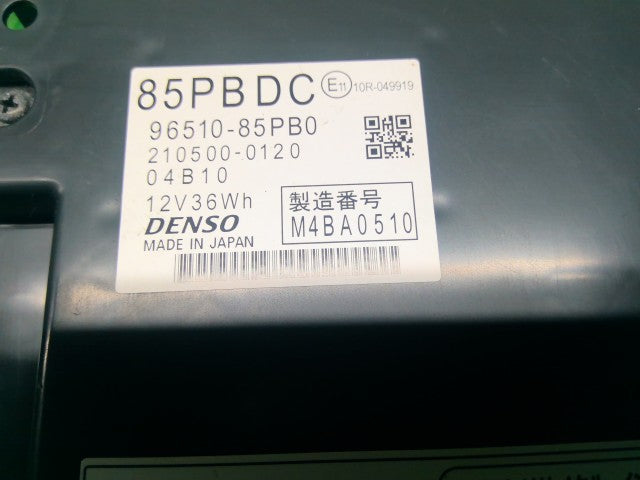 85PBDC E11 10R-049919
96510-85PB0
210500-0120
04B10
12V36Wh
DENSO
MADE IN JAPAN
製造番号
M4BA0510